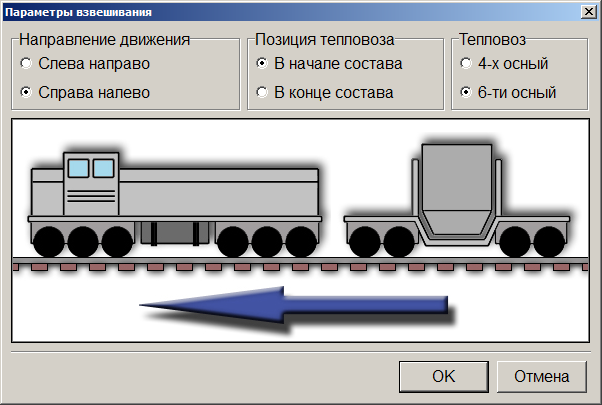 Параметры взвешивания
Направление движения
Слева направо
Справа налево
Позиция тепловоза
В начале состава
В конце состава
Тепловоз
4-х осный
6-ти осный
OK
Отмена